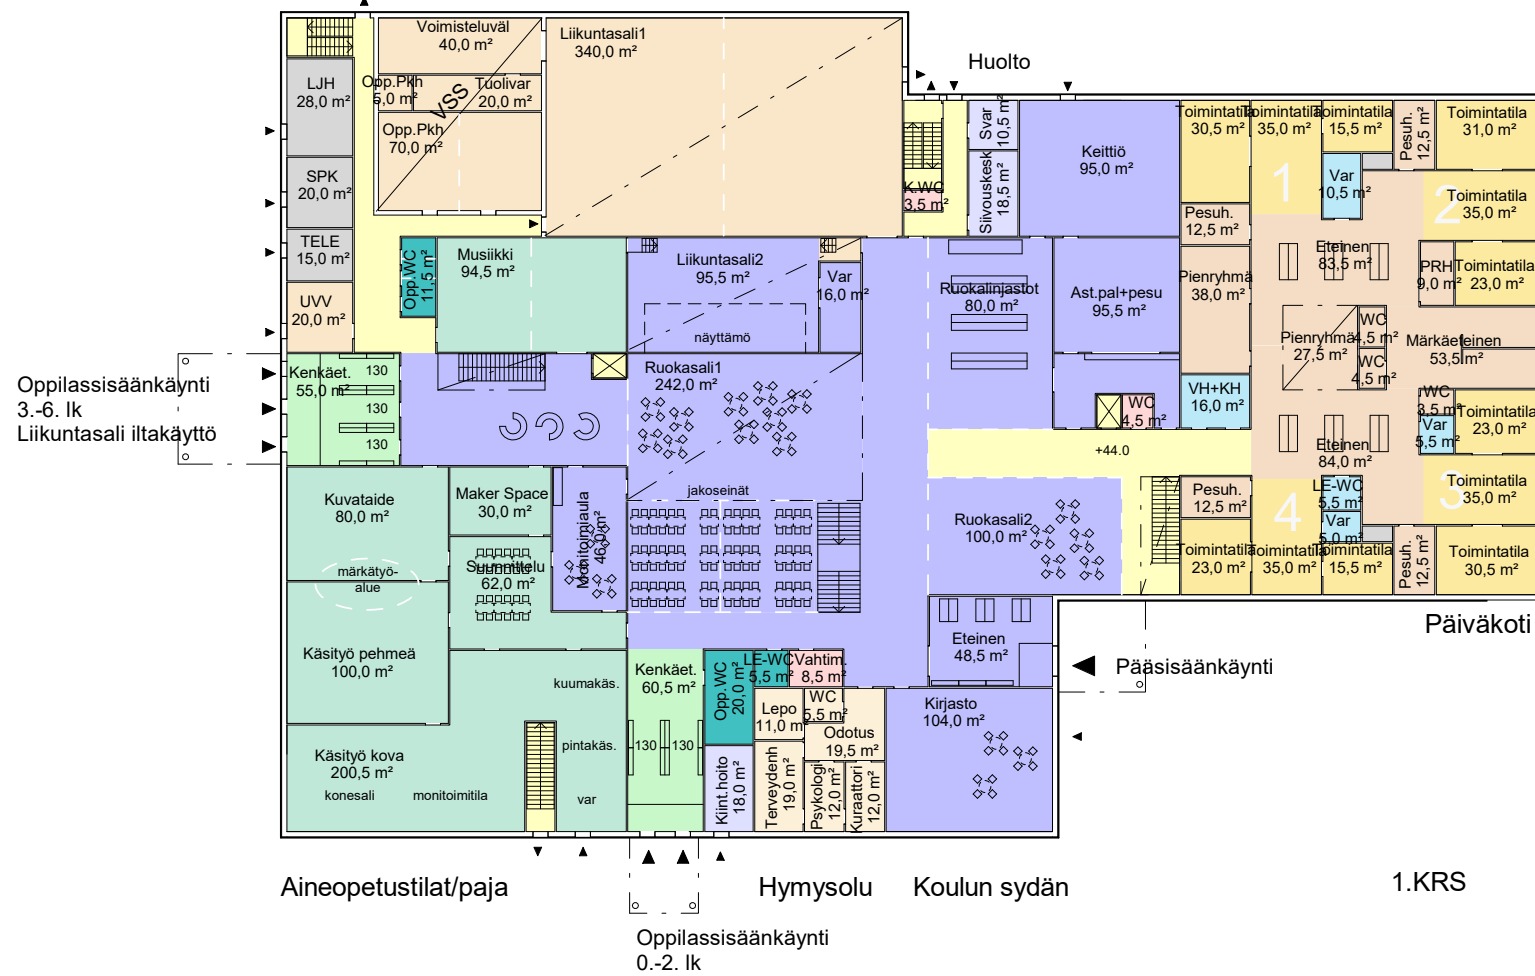 Voimisteluväl
40,0 m²
Liikuntasali1
340,0 m²
Huolto
LJH
28,0 m²
Opp.Pkh
5,0 m²
VSS
Tuolivar
20,0 m²
Opp.Pkh
70,0 m²
SPK
20,0 m²
TELE
15,0 m²
UVV
20,0 m²
Opp.WC
11,5 m²
Musiikki
94,5 m²
Liikuntasali2
95,5 m²
näyttämö
Var
16,0 m²
K.WC
3,5 m²
Svar
10,5 m²
Siivouskesk
18,5 m²
Keittiö
95,0 m²
Ruokalinjastot
80,0 m²
Ast.pal+pesu
95,5 m²
WC
4,5 m²
Toimintatila
30,5 m²
Toimintatila
35,0 m²
1
Toimintatila
15,5 m²
Pesuh.
12,5 m²
Toimintatila
31,0 m²
Var
10,5 m²
2
Toimintatila
35,0 m²
Pesuh.
12,5 m²
Pienryhmä
38,0 m²
Eteinen
83,5 m²
PRH
9,0 m²
Toimintatila
23,0 m²
Pienryhmä
27,5 m²
WC
4,5 m²
WC
4,5 m²
Märkäeteinen
53,5 m²
VH+KH
16,0 m²
WC
3,5 m²
Var
5,5 m²
Toimintatila
23,0 m²
Eteinen
84,0 m²
3
Toimintatila
35,0 m²
LE-WC
5,5 m²
Var
5,0 m²
Pesuh.
12,5 m²
4
Toimintatila
23,0 m²
Toimintatila
35,0 m²
Toimintatila
15,5 m²
Pesuh.
12,5 m²
Toimintatila
30,5 m²
Päiväkoti
+44.0
Oppilassisäänkäynti
3.-6. lk
Liikuntasali iltakäyttö
Kenkäet.
55,0 m²
130
130
130
Ruokasali1
242,0 m²
jakoseinät
Kuvataide
80,0 m²
märkätyö-
alue
Maker Space
30,0 m²
Suunnittelu
62,0 m²
Monitoimiaula
46,0 m²
Ruokasali2
100,0 m²
Eteinen
48,5 m²
Pääsisäänkäynti
Käsityö pehmeä
100,0 m²
Käsityö kova
200,5 m²
konesali
monitoimitila
kuumakäs.
pintakäs.
var
Kenkäet.
60,5 m²
130
130
Opp.WC
20,0 m²
LE-WC
5,5 m²
Vahtim.
8,5 m²
Lepo
11,0 m²
WC
5,5 m²
Odotus
19,5 m²
Kiint.hoito
18,0 m²
Terveydenh
19,0 m²
Psykologi
12,0 m²
Kuraattori
12,0 m²
Kirjasto
104,0 m²
Aineopetustilat/paja
Hymysolu
Koulun sydän
1.KRS
Oppilassisäänkäynti
0.-2. lk